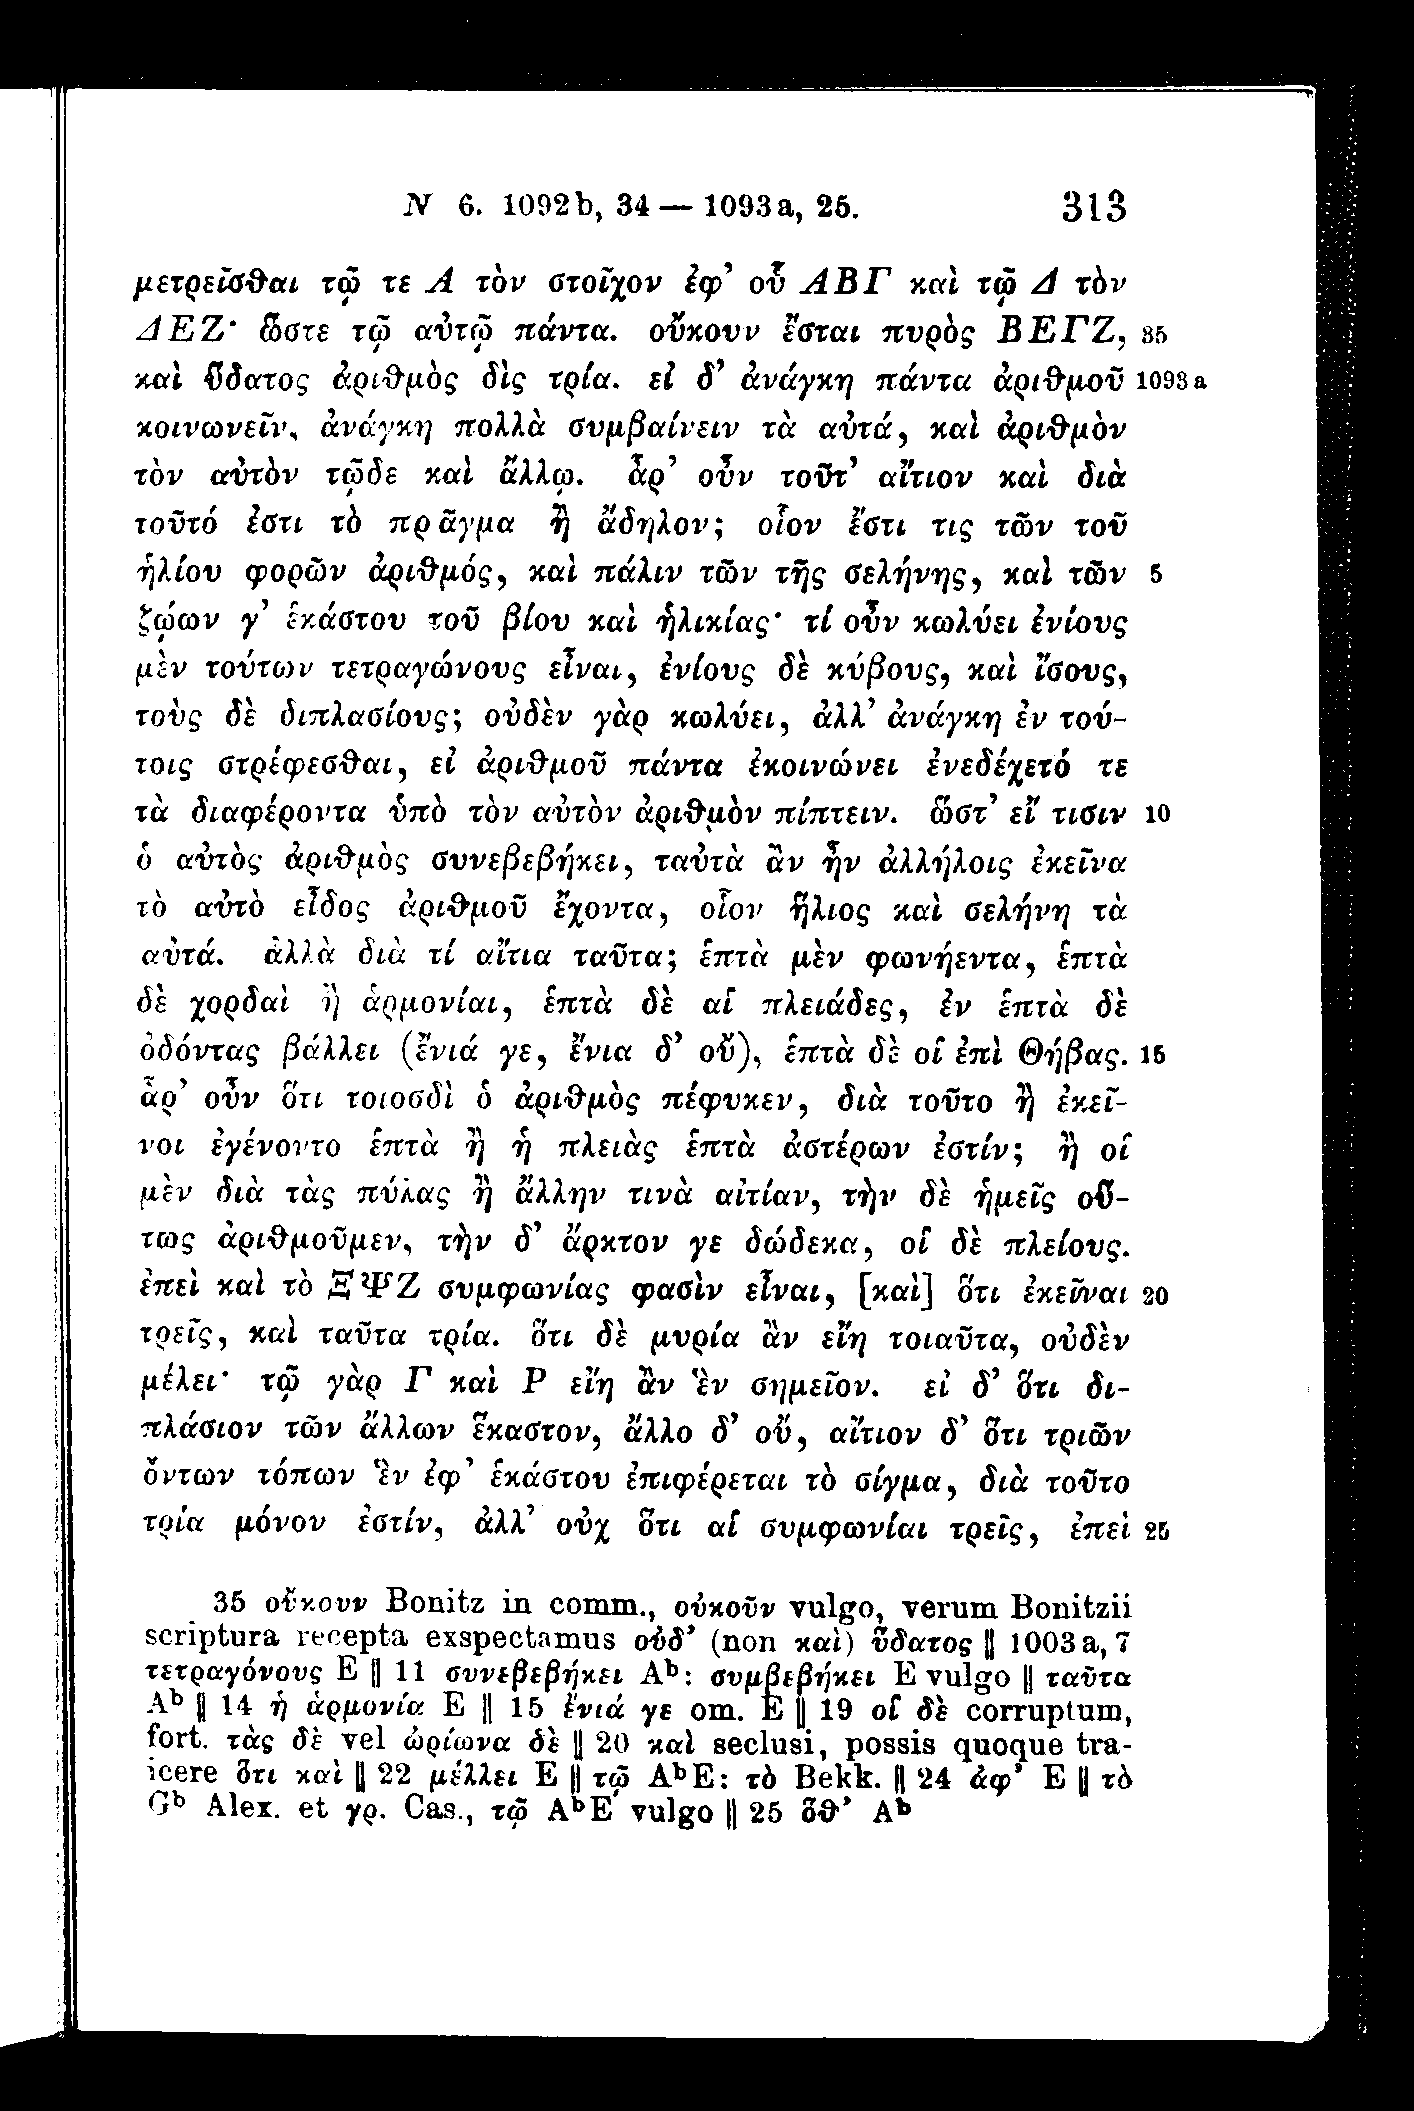 N 6. 1092b, 34 — 1093a, 25. 313
μετρεῖσθαι τῷ τε Α τὸν στοῖχον ἐφ’ οὗ ΑΒΓ καὶ τῷ Δ τὸν
ΔΕΖ· ὥστε τῷ αὐτῷ πάντα. οὔκουν ἔσται πυρὸς ΒΕΓΖ, 35
καὶ ὕδατος ἀριθμὸς δὶς τρία. εἰ δ’ ἀνάγκη πάντα ἀριθμοῦ 1093a
κοινωνεῖν, ἀνάγκη πολλὰ συμβαίνειν τὰ αὐτά, καὶ ἀριθμὸν
τὸν αὐτὸν τῷδε καὶ ἄλλῳ. ἆρ’ οὖν τοῦτ’ αἴτιον καὶ διὰ
τοῦτό ἐστι τὸ πρᾶγμα ἢ ἄδηλον; οἷον ἔστι τις τῶν τοῦ
ἡλίου φορῶν ἀριθμός, καὶ πάλιν τῶν τῆς σελήνης, καὶ τῶν 5
ζῴων γ’ ἑκάστου τοῦ βίου καὶ ἡλικίας· τί οὖν κωλύει ἐνίους
μὲν τούτων τετραγώνους εἶναι, ἐνίους δὲ κύβους, καὶ ἴσους,
τοὺς δὲ διπλασίους; οὐδὲν γὰρ κωλύει, ἀλλ’ ἀνάγκη ἐν τού-
τοις στρέφεσθαι, εἰ ἀριθμοῦ πάντα ἐκοινώνει ἐνεδέχετό τε
τὰ διαφέροντα ὑπὸ τὸν αὐτὸν ἀριθμὸν πίπτειν. ὥστ’ εἴ τισιν 10
ὁ αὐτὸς ἀριθμὸς συνεβεβήκει, ταὐτὰ ἂν ἦν ἀλλήλοις ἐκεῖνα
τὸ αὐτὸ εἶδος ἀριθμοῦ ἔχοντα, οἷον ἥλιος καὶ σελήνη τὰ
αὐτά. ἀλλὰ διὰ τί αἴτια ταῦτα; ἑπτὰ μὲν φωνήεντα, ἑπτὰ
δὲ χορδαὶ ἢ ἁρμονίαι, ἑπτὰ δὲ αἱ πλειάδες, ἐν ἑπτὰ δὲ
ὀδόντας βάλλει (ἔνιά γε, ἔνια δ’ οὔ), ἑπτὰ δὲ οἱ ἐπὶ Θήβας. 15
ἆρ’ οὖν ὅτι τοιοσδὶ ὁ ἀριθμὸς πέφυκεν, διὰ τοῦτο ἢ ἐκεῖ-
νοι ἐγένοντο ἑπτὰ ἢ ἡ πλειὰς ἑπτὰ ἀστέρων ἐστίν; ἢ οἱ
μὲν διὰ τὰς πύλας ἢ ἄλλην τινὰ αἰτίαν, τὴν δὲ ἡμεῖς οὕ-
τως ἀριθμοῦμεν, τὴν δ’ ἄρκτον γε δώδεκα, οἱ δὲ πλείους.
ἐπεὶ καὶ τὸ ΞΨΖ συμφωνίας φασὶν εἶναι, [καὶ] ὅτι ἐκεῖναι 20
τρεῖς, καὶ ταῦτα τρία. ὅτι δὲ μυρία ἂν εἴη τοιαῦτα, οὐδὲν
μέλει· τῷ γὰρ Γ καὶ Ρ εἴη ἂν ἓν σημεῖον. εἰ δ’ ὅτι δι-
πλάσιον τῶν ἄλλων ἕκαστον, ἄλλο δ’ οὔ, αἴτιον δ’ ὅτι τριῶν
ὄντων τόπων ἓν ἐφ’ ἑκάστου ἐπιφέρεται τὸ σίγμα, διὰ τοῦτο
τρία μόνον ἐστίν, ἀλλ’ οὐχ ὅτι αἱ συμφωνίαι τρεῖς, ἐπεὶ 25
35 οὔκουν Bonitz in comm., οὐκοῦν vulgo, verum Bonitzii
scriptura recepta exspectamus οὐδ’ (non καὶ) ὕδατος || 1003a, 7
τετραγόνους E || 11 συνεβεβήκει Aᵇ: συμβεβήκει E vulgo || ταῦτα
Aᵇ || 14 ἡ ἁρμονία E || 15 ἔνιά γε om. E || 19 οἱ δὲ corruptum,
fort. τὰς δὲ vel ὠρίωνα δὲ || 20 καὶ seclusi, possis quoque tra-
icere ὅτι καὶ || 22 μέλλει E || τῷ AᵇE: τὸ Bekk. || 24 ἀφ’ E || τὸ
Gᵇ Alex. et γρ. Cas., τῷ AᵇE vulgo || 25 ὅθ’ Aᵇ